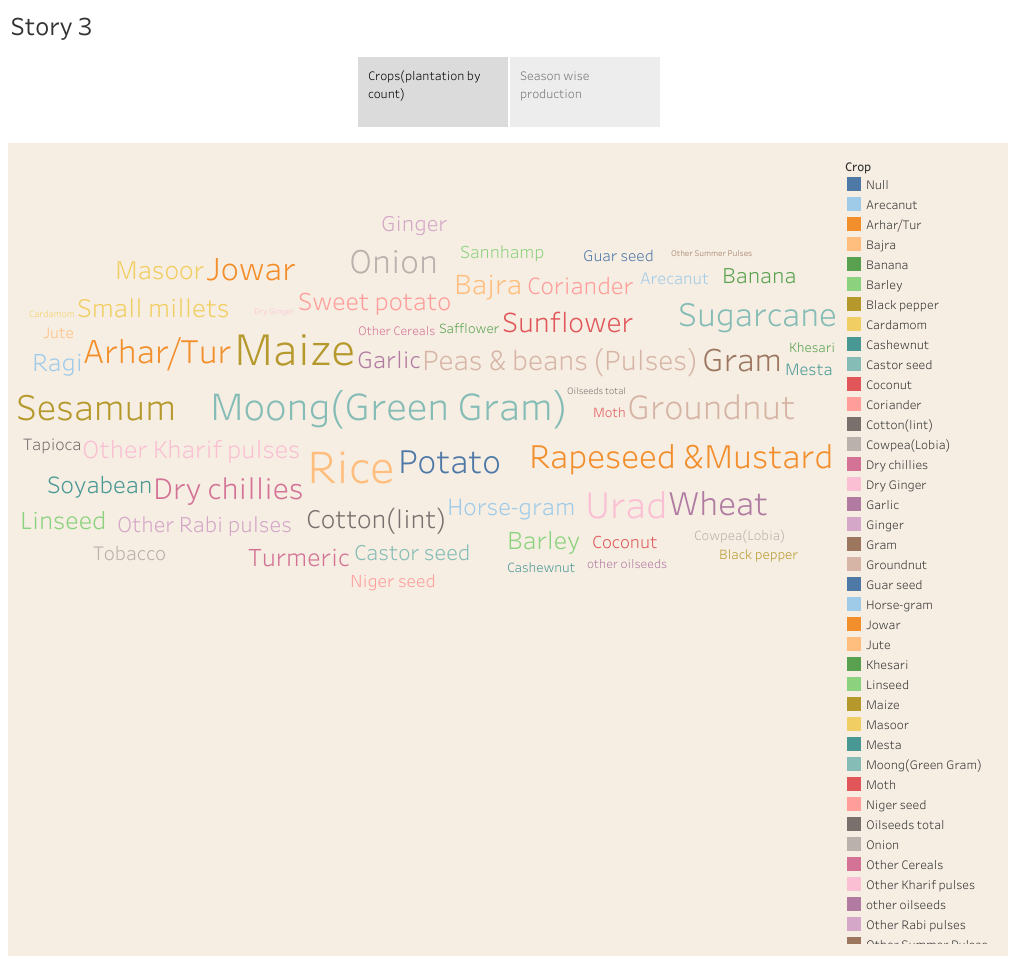 Story 3
Crops(plantation by
count)
Season wise
production
Ginger
Onion
Sannhamp
Guar seed
Other Summer Pulses
Masoor
Jowar
Bajra
Coriander
Arecanut
Banana
Cardamom
Small millets
Dry Ginger
Sweet potato
Sugarcane
Jute
Other Cereals
Safflower
Sunflower
Ragi
Arhar/Tur
Maize
Garlic
Peas & beans (Pulses)
Gram
Khesari
Mesta
Sesamum
Moong(Green Gram)
Oilseeds total
Moth
Groundnut
Tapioca
Other Kharif pulses
Rice
Potato
Rapeseed &Mustard
Soyabean
Dry chillies
Horse-gram
Urad
Wheat
Linseed
Other Rabi pulses
Cotton(lint)
Barley
Coconut
Cowpea(Lobia)
Tobacco
Turmeric
Castor seed
Cashewnut
other oilseeds
Black pepper
Niger seed
Crop
Null
Arecanut
Arhar/Tur
Bajra
Banana
Barley
Black pepper
Cardamom
Cashewnut
Castor seed
Coconut
Coriander
Cotton(lint)
Cowpea(Lobia)
Dry chillies
Dry Ginger
Garlic
Ginger
Gram
Groundnut
Guar seed
Horse-gram
Jowar
Jute
Khesari
Linseed
Maize
Masoor
Mesta
Moong(Green Gram)
Moth
Niger seed
Oilseeds total
Onion
Other Cereals
Other Kharif pulses
other oilseeds
Other Rabi pulses
Other Summer Pulses